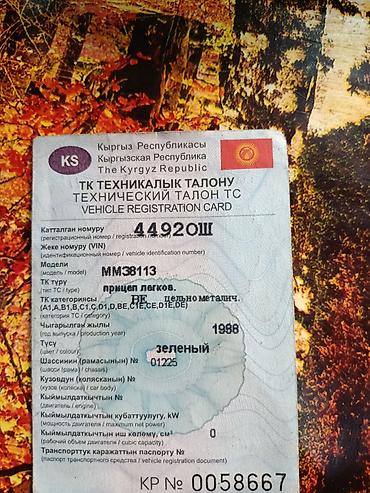 KS
Кыргыз Республикасы
Кыргызская Республика
The Kyrgyz Republic
ТК ТЕХНИКАЛЫК ТАЛОНУ
ТЕХНИЧЕСКИЙ ТАЛОН ТС
VEHICLE REGISTRATION CARD
Катталган номуру 4492ОШ
(регистрационный номер / registration number)
Жеке номуру (VIN)
(идентификационный номер / vehicle identification number)
Модели ММЗ8113
(модель / model)
ТК түрү прицеп легков.
(тип ТС / type)
ТК категориясы ВЕ цельнометалич.
(A1,A,B1,B,C1,C,D1,D,BE,C1E,CE,D1E,DE)
(категория ТС / category)
Чыгарылган жылы 1988
(год выпуска / production year)
Түсү зеленый
(цвет / colour)
Шассинин (рамасынын) № 01225
(шасси (рама) / chassis)
Кузовдун (колясканын) №
(кузов (коляска) / car body)
Кыймылдаткычтын №
(двигатель / engine)
Кыймылдаткычтын кубаттуулугу, kW
(мощность двигателя / maximum net power)
Кыймылдаткычтын иш көлөмү, см³ 0
(рабочий объем двигателя / cubic capacity)
Транспорттук каражаттын паспорту №
(паспорт транспортного средства / vehicle registration document)
КР № 0058667